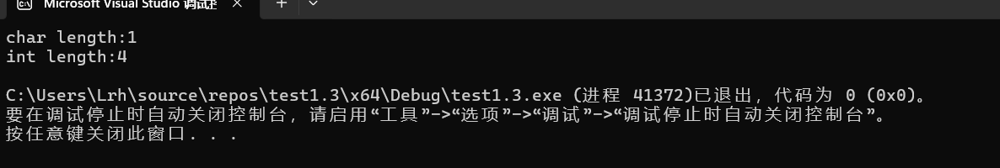 Microsoft Visual Studio 调试控
char length:1
int length:4
C:\Users\Lrh\source\repos\test1.3\x64\Debug\test1.3.exe (进程 41372)已退出，代码为 0 (0x0)。
要在调试停止时自动关闭控制台，请启用“工具”->“选项”->“调试”->“调试停止时自动关闭控制台”。
按任意键关闭此窗口. . .